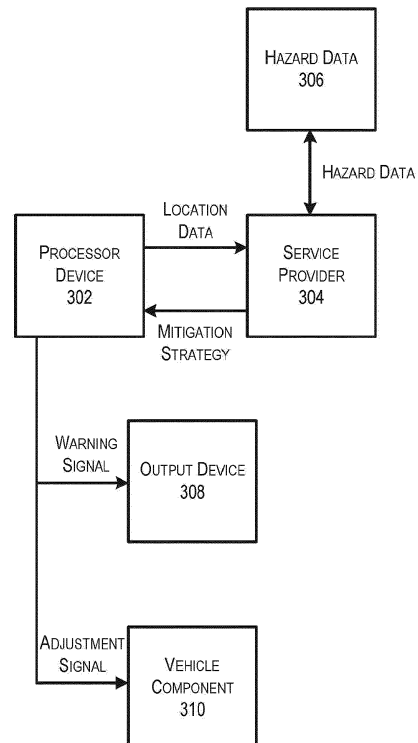 HAZARD DATA
306
HAZARD DATA
LOCATION
DATA
PROCESSOR
DEVICE
302
SERVICE
PROVIDER
304
MITIGATION
STRATEGY
WARNING
SIGNAL
OUTPUT DEVICE
308
ADJUSTMENT
SIGNAL
VEHICLE
COMPONENT
310